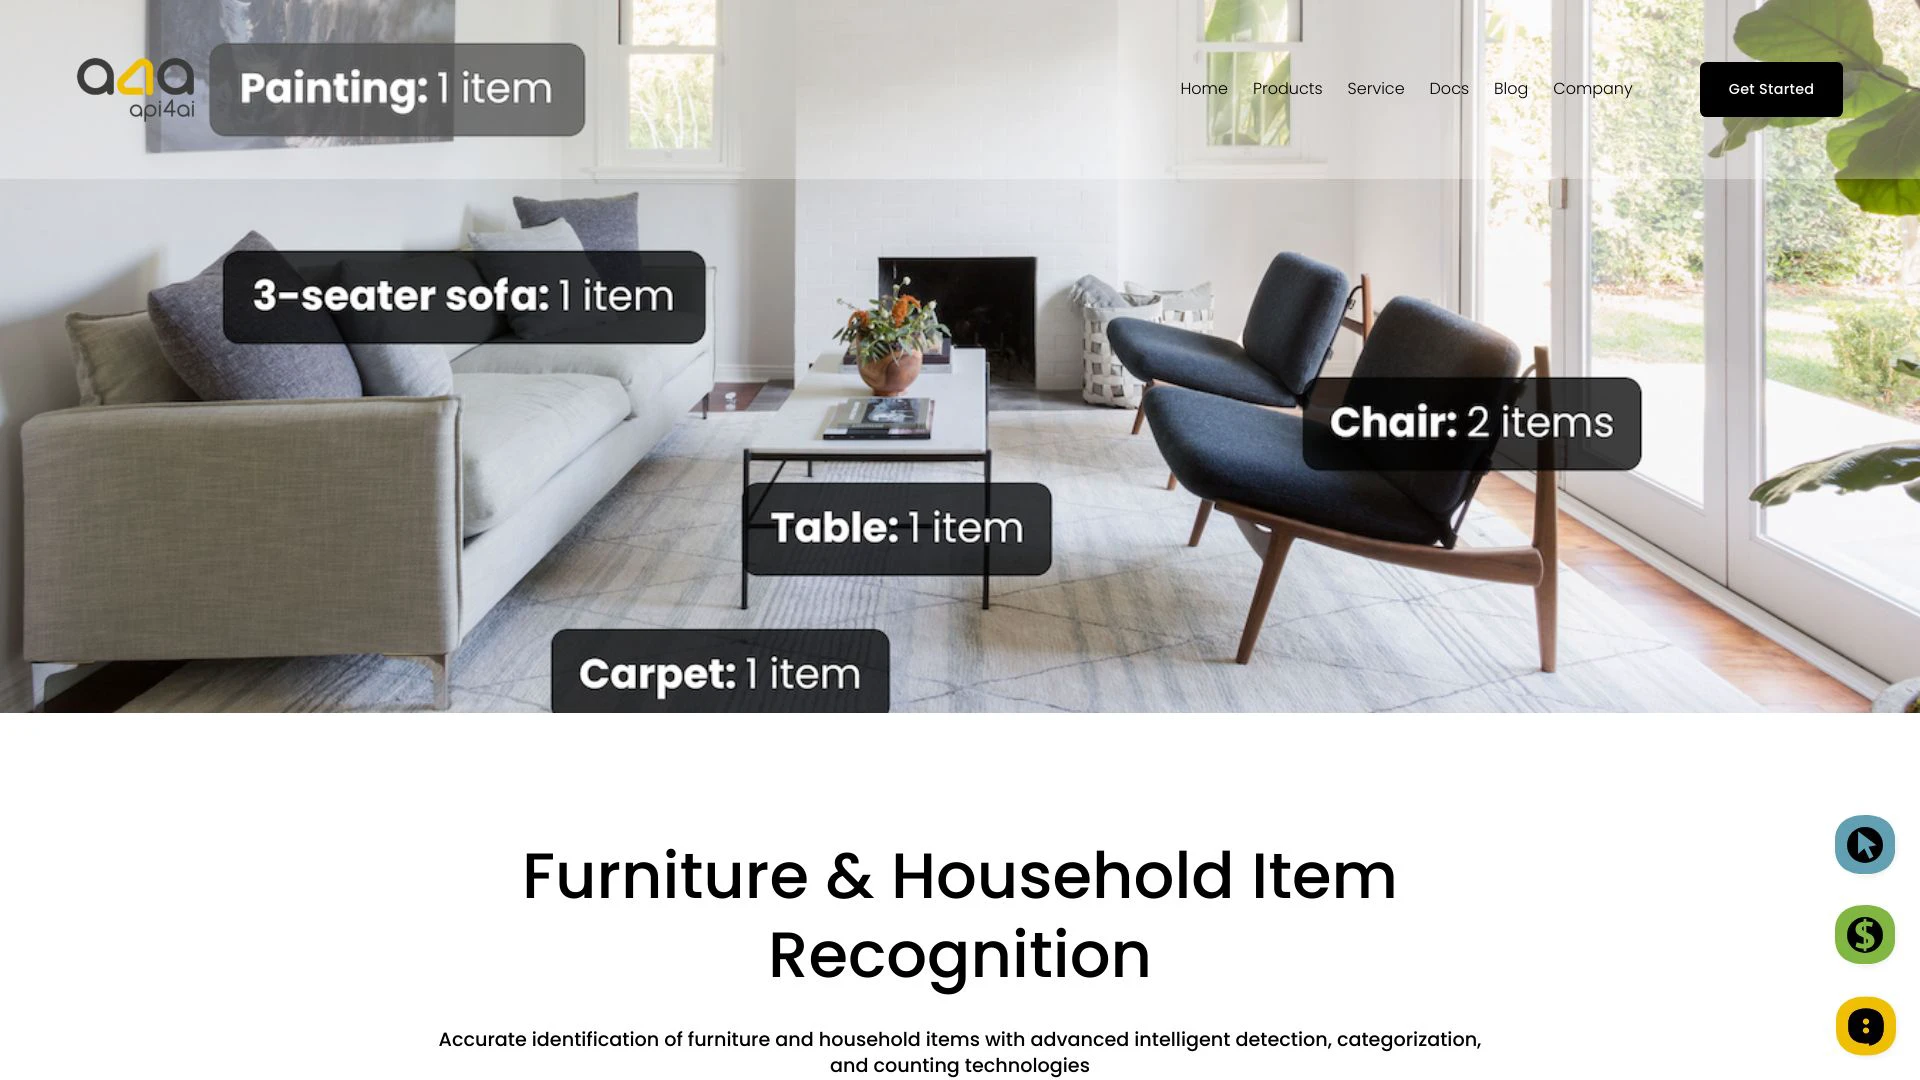 a4a
api4ai
Painting: 1 item
Home
Products
Service
Docs
Blog
Company
Get Started
3-seater sofa: 1 item
Chair: 2 items
Table: 1 item
Carpet: 1 item
Furniture & Household Item
Recognition
Accurate identification of furniture and household items with advanced intelligent detection, categorization,
and counting technologies
$